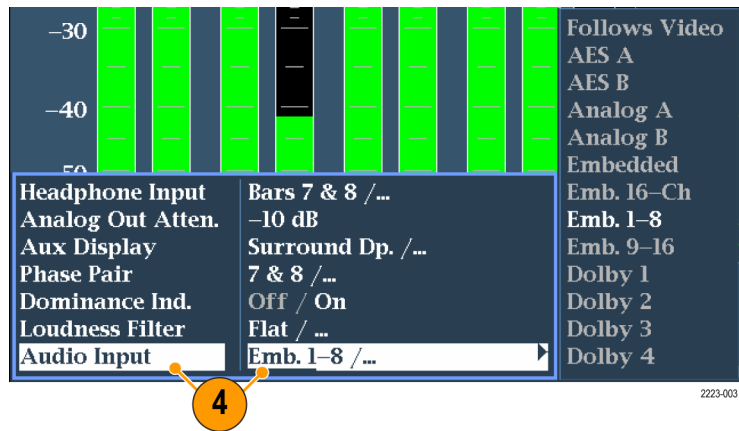 −30
−40
−50
Headphone Input Bars 7 & 8 /...
Analog Out Atten. −10 dB
Aux Display Surround Dp. /...
Phase Pair 7 & 8 /...
Dominance Ind. Off / On
Loudness Filter Flat / ...
Audio Input Emb. 1−8 /...
4
Follows Video
AES A
AES B
Analog A
Analog B
Embedded
Emb. 16−Ch
Emb. 1−8
Emb. 9−16
Dolby 1
Dolby 2
Dolby 3
Dolby 4
2223-003